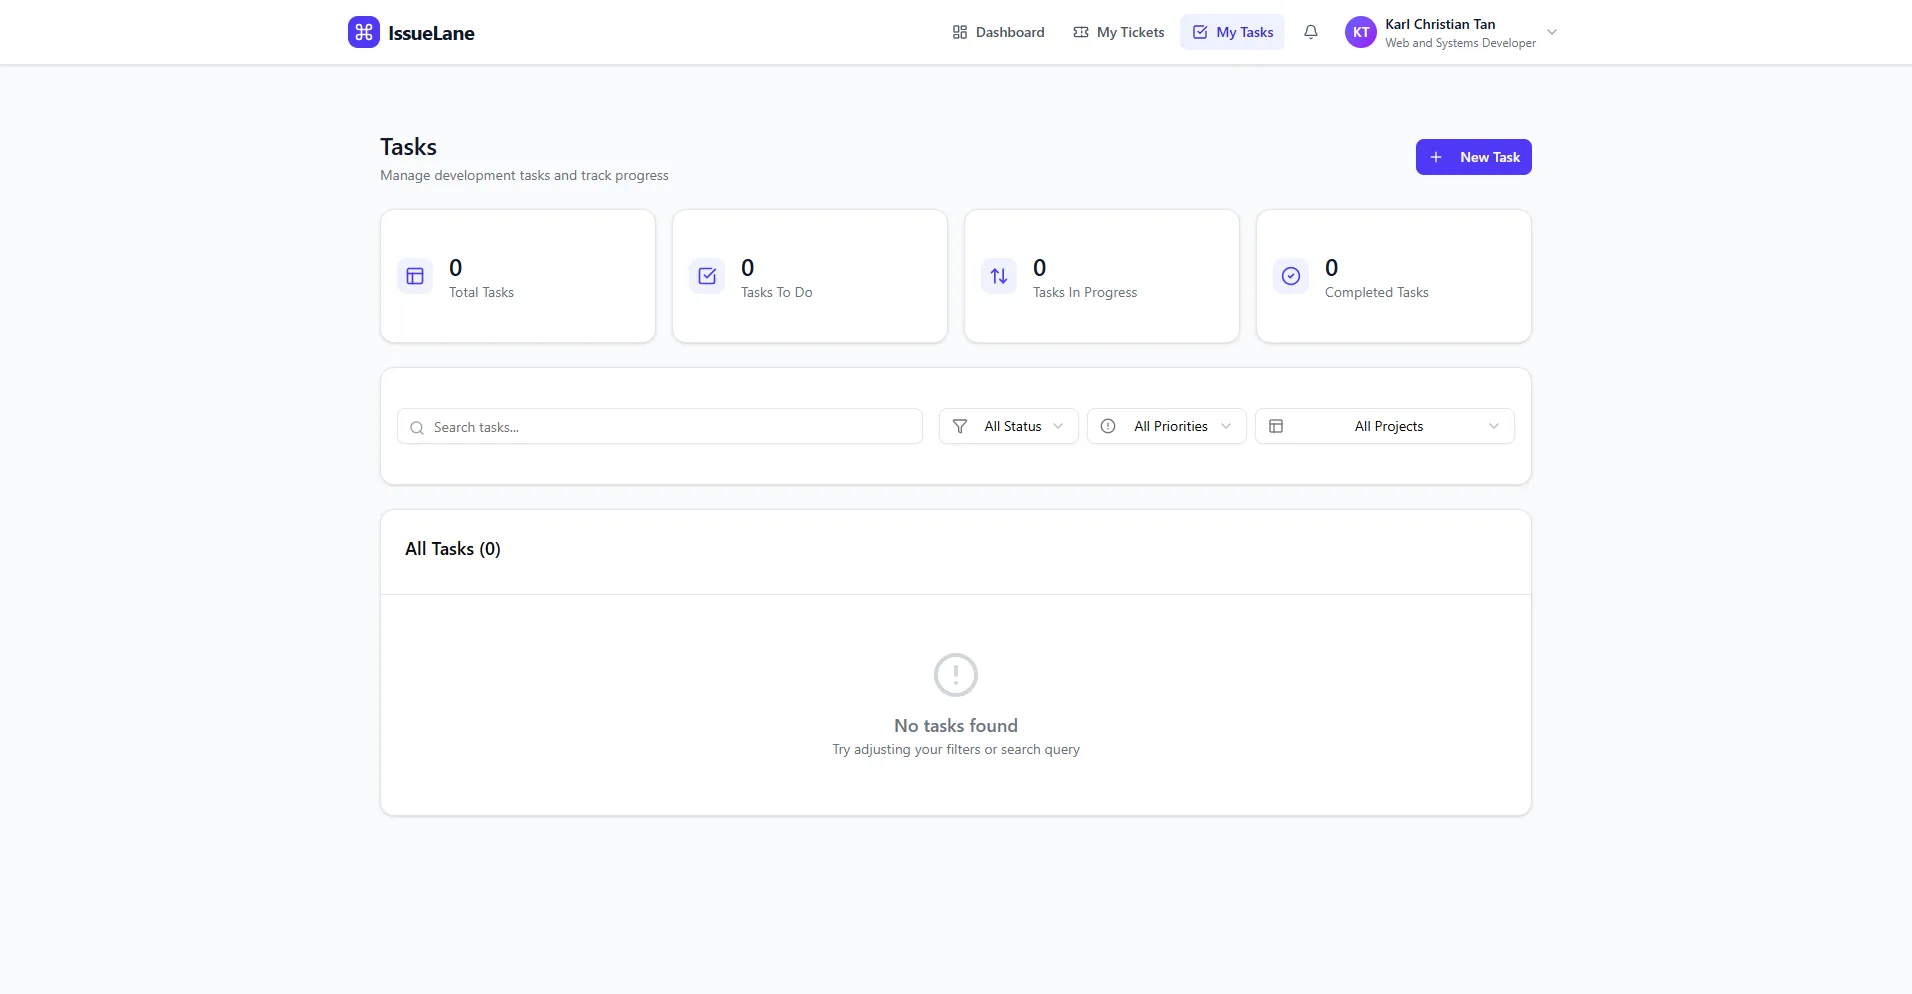 IssueLane
Dashboard
My Tickets
My Tasks
KT
Karl Christian Tan
Web and Systems Developer
Tasks
Manage development tasks and track progress
New Task
0
Total Tasks
0
Tasks To Do
0
Tasks In Progress
0
Completed Tasks
Search tasks...
All Status
All Priorities
All Projects
All Tasks (0)
No tasks found
Try adjusting your filters or search query